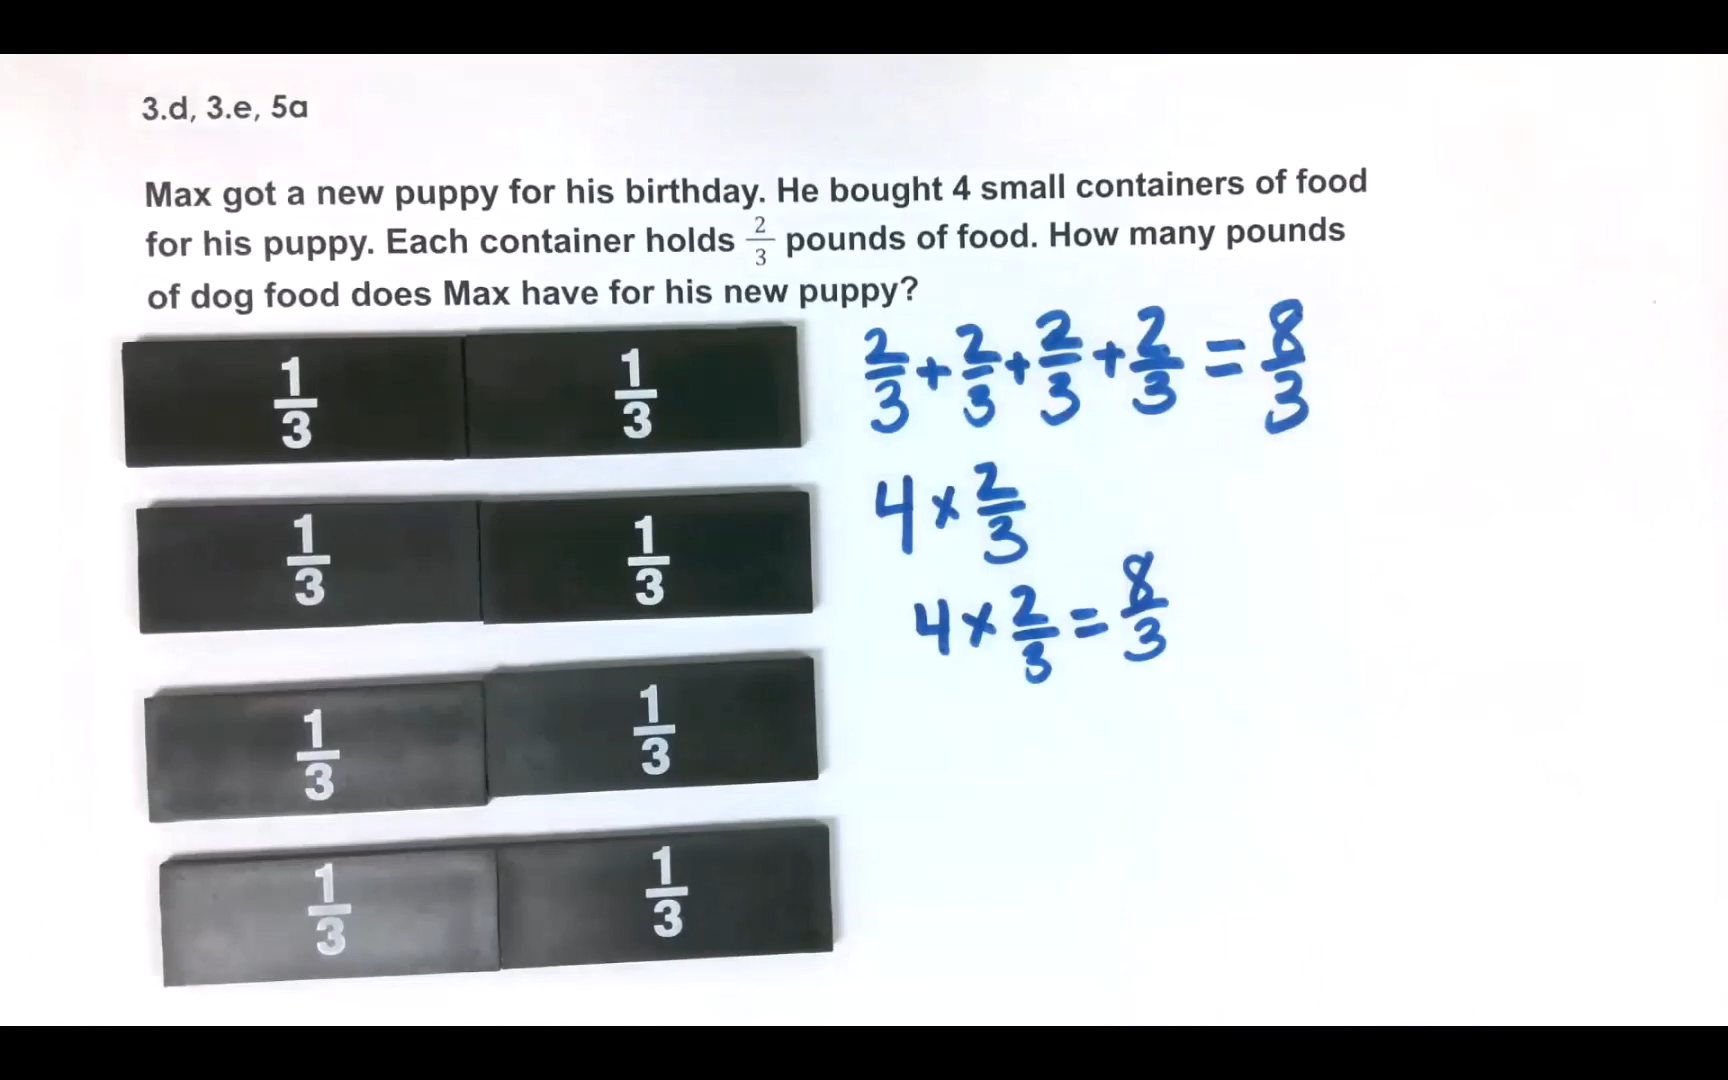 3.d, 3.e, 5a
Max got a new puppy for his birthday. He bought 4 small containers of food
for his puppy. Each container holds 2/3 pounds of food. How many pounds
of dog food does Max have for his new puppy?
1/3 1/3
2/3 + 2/3 + 2/3 + 2/3 = 8/3
1/3 1/3
4 × 2/3
4 × 2/3 = 8/3
1/3 1/3
1/3 1/3